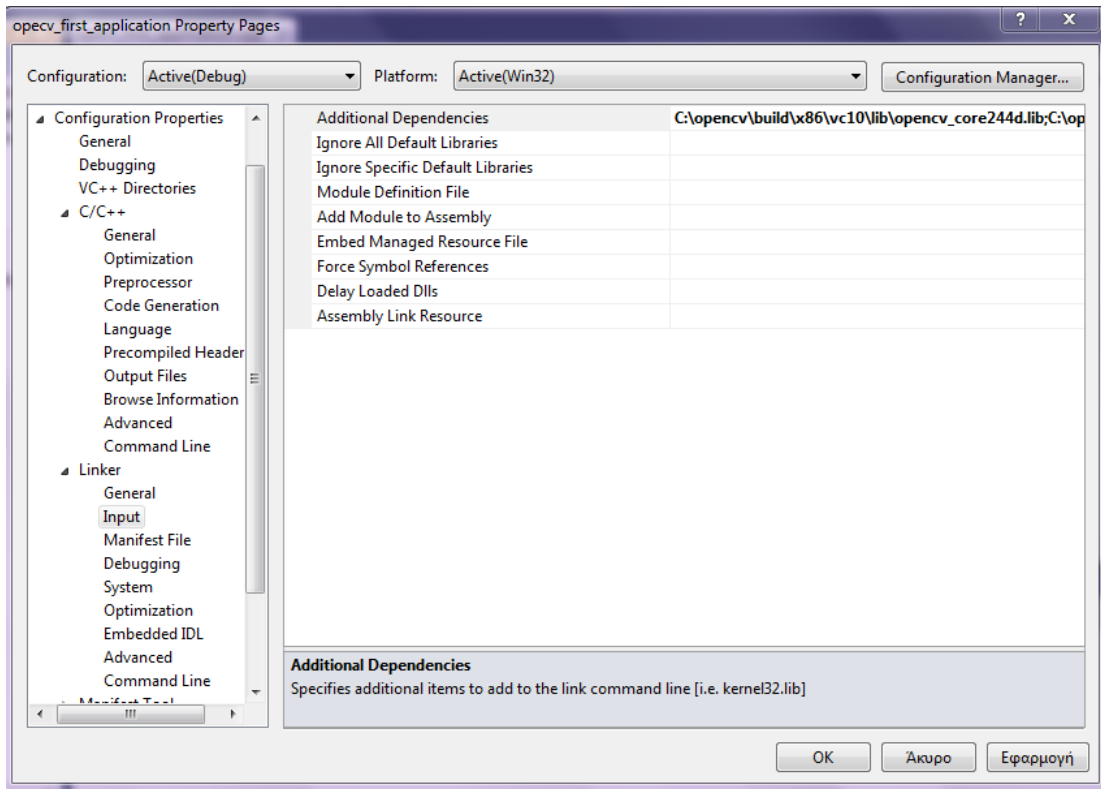 opecv_first_application Property Pages
Configuration: Active(Debug) Platform: Active(Win32) Configuration Manager...
Configuration Properties
General
Debugging
VC++ Directories
C/C++
General
Optimization
Preprocessor
Code Generation
Language
Precompiled Header
Output Files
Browse Information
Advanced
Command Line
Linker
General
Input
Manifest File
Debugging
System
Optimization
Embedded IDL
Advanced
Command Line
Manifest Tool
Additional Dependencies C:\opencv\build\x86\vc10\lib\opencv_core244d.lib;C:\op
Ignore All Default Libraries
Ignore Specific Default Libraries
Module Definition File
Add Module to Assembly
Embed Managed Resource File
Force Symbol References
Delay Loaded Dlls
Assembly Link Resource
Additional Dependencies
Specifies additional items to add to the link command line [i.e. kernel32.lib]
OK Άκυρο Εφαρμογή